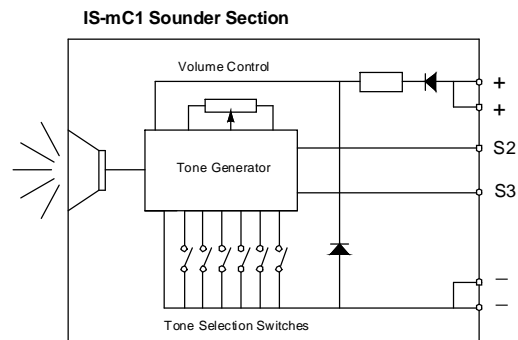 IS-mC1 Sounder Section
Volume Control
+
+
Tone Generator
S2
S3
–
–
Tone Selection Switches